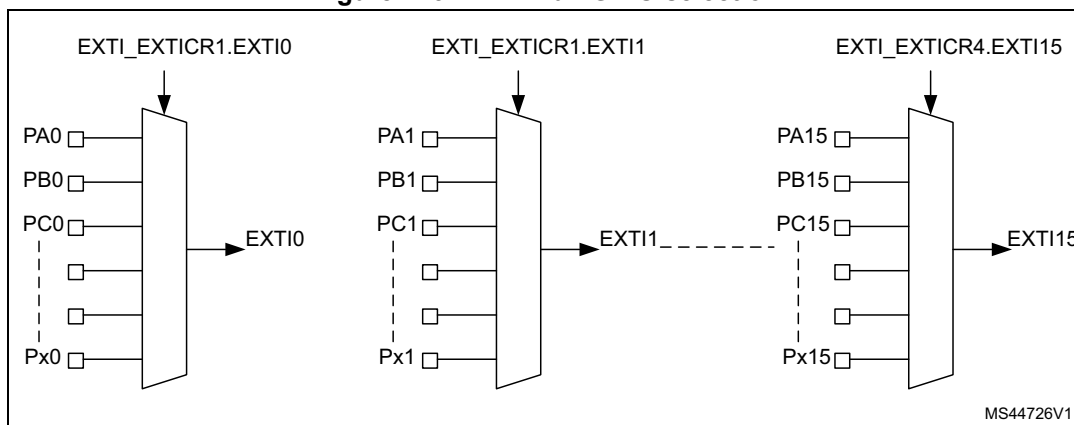 EXTI_EXTICR1.EXTI0
EXTI_EXTICR1.EXTI1
EXTI_EXTICR4.EXTI15
PA0
PB0
PC0
Px0
EXTI0
PA1
PB1
PC1
Px1
EXTI1
PA15
PB15
PC15
Px15
EXTI15
MS44726V1